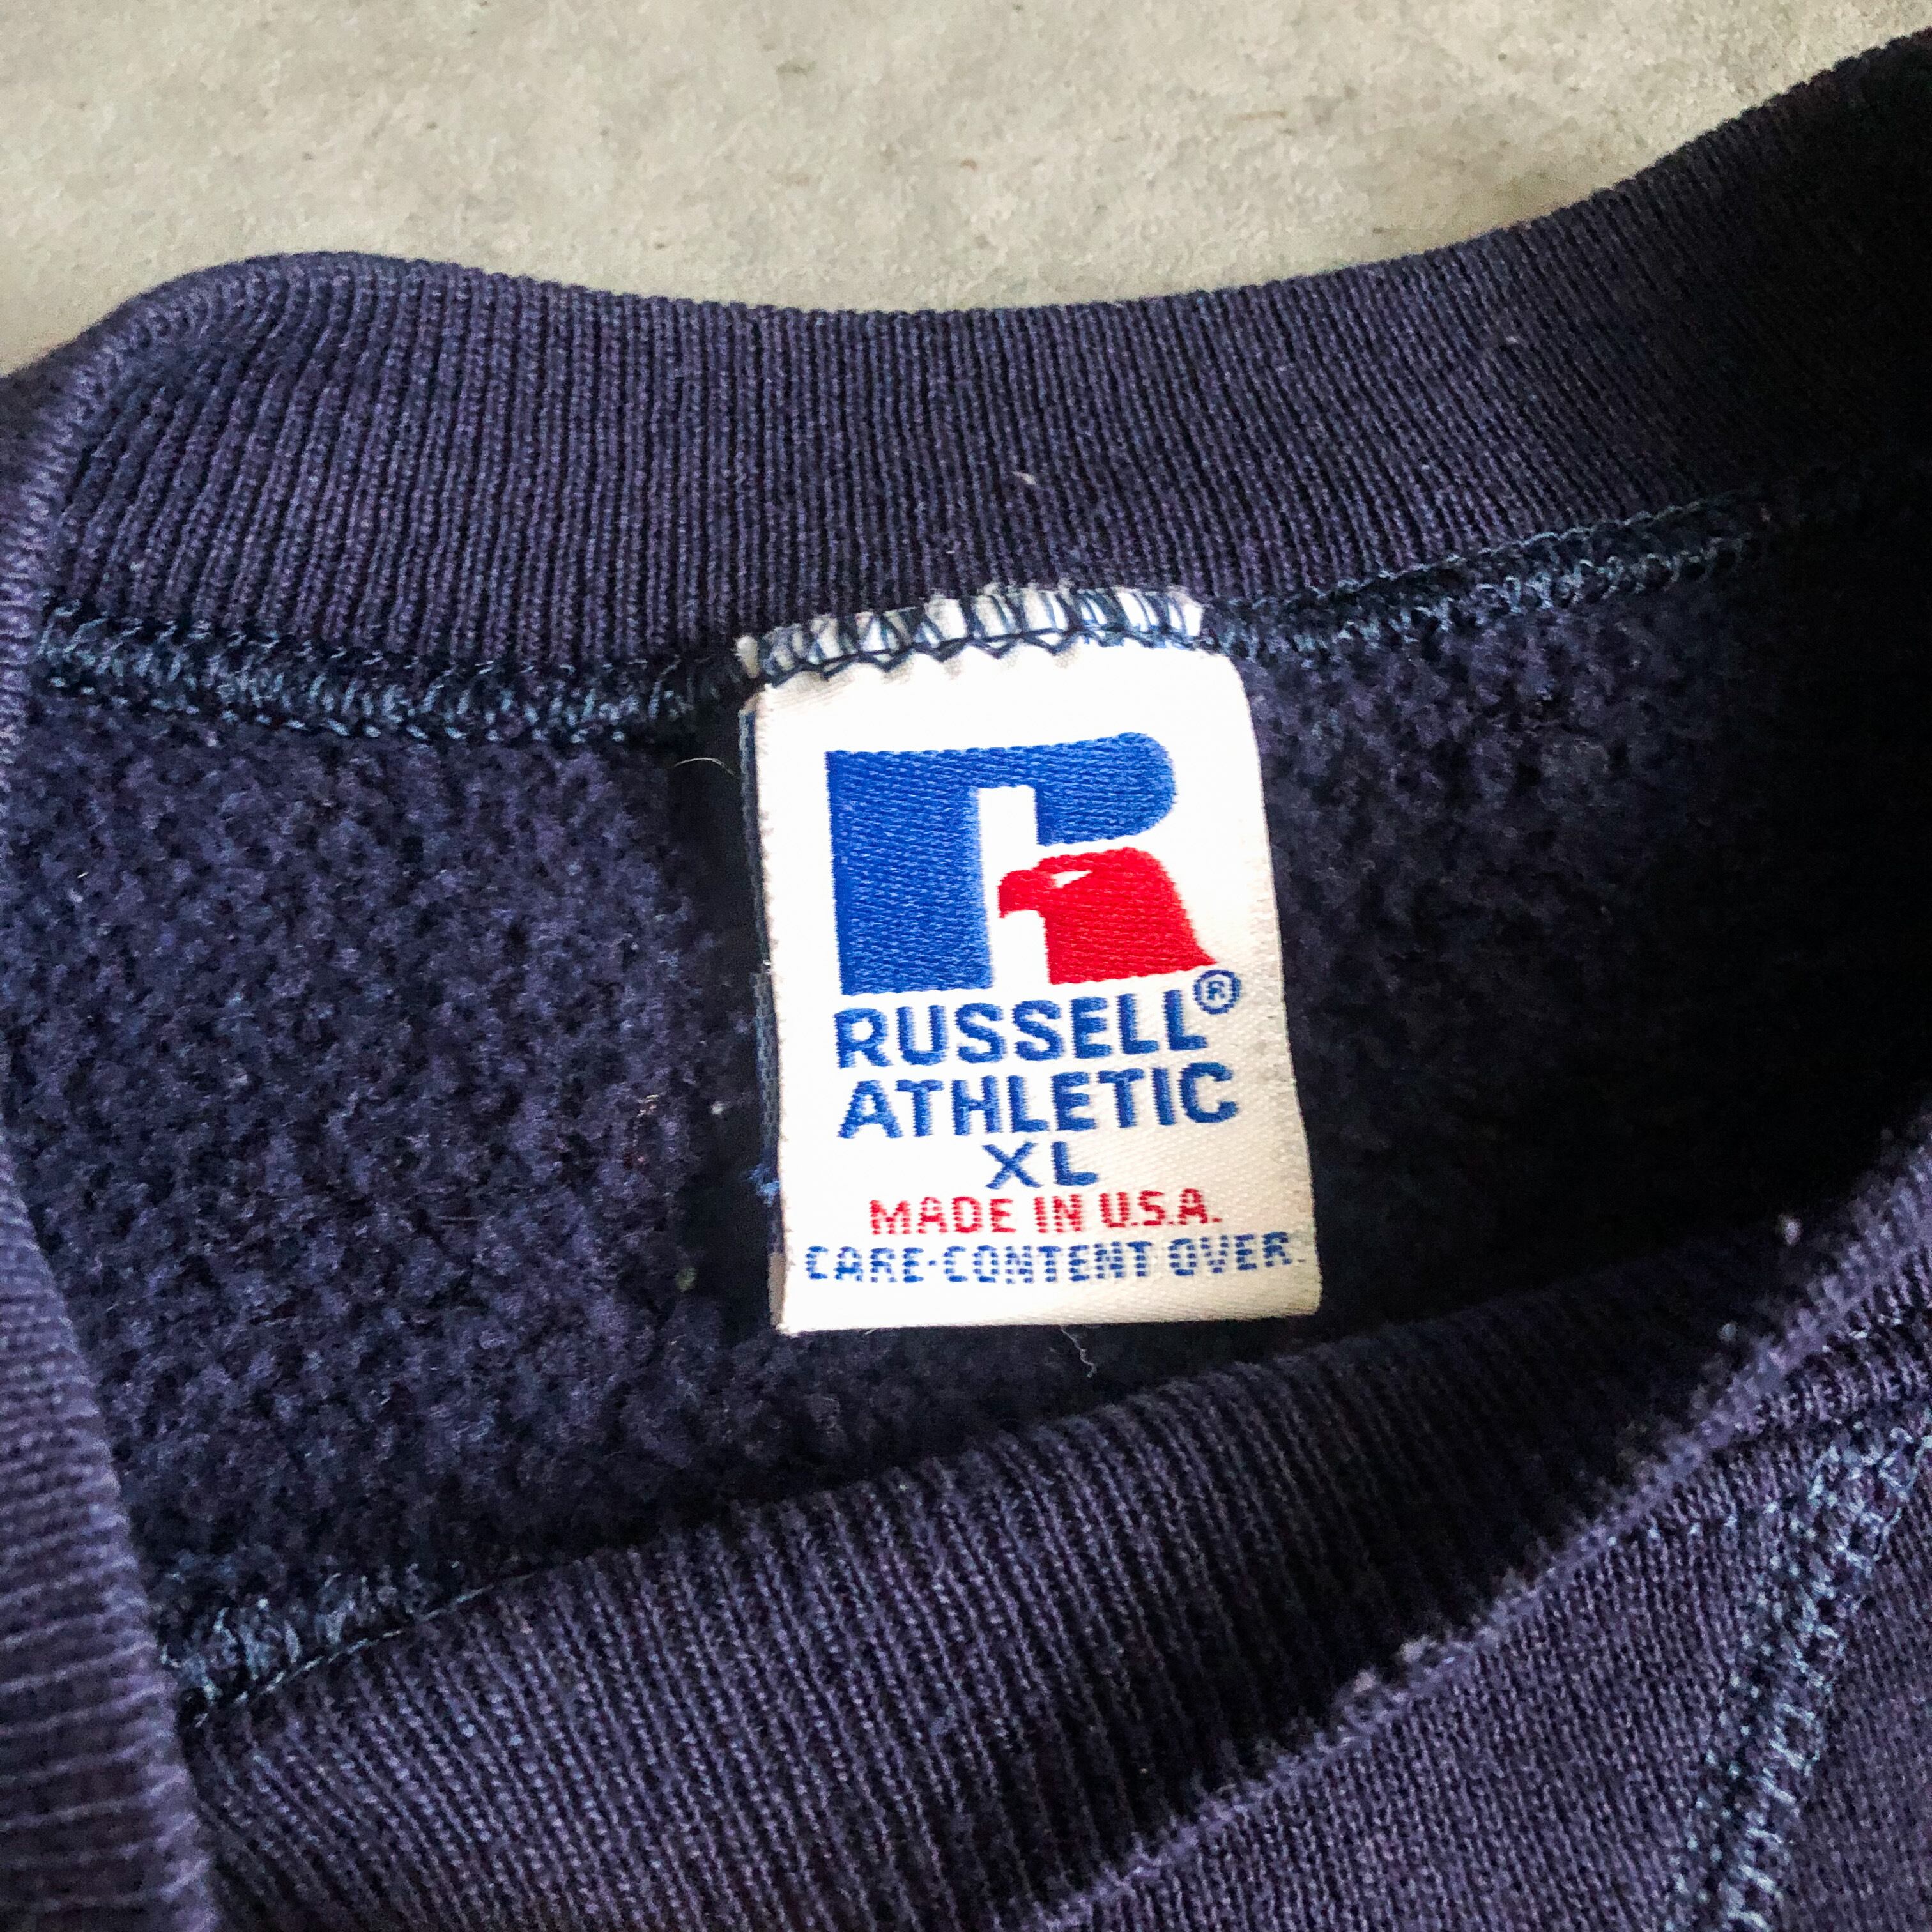 RUSSELL®
ATHLETIC
XL
MADE IN U.S.A.
CARE·CONTENT OVER